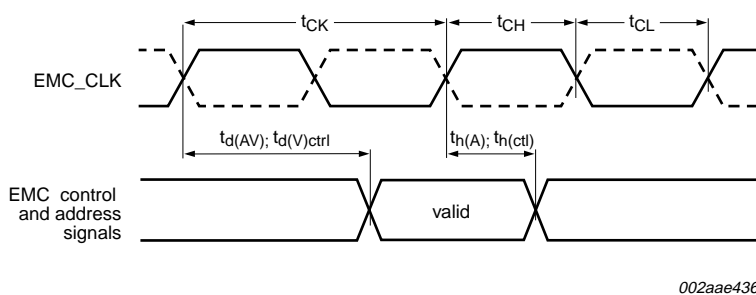 tCK tCH tCL
EMC_CLK
td(AV); td(V)ctrl th(A); th(ctl)
EMC control
and address
signals
valid
002aae436